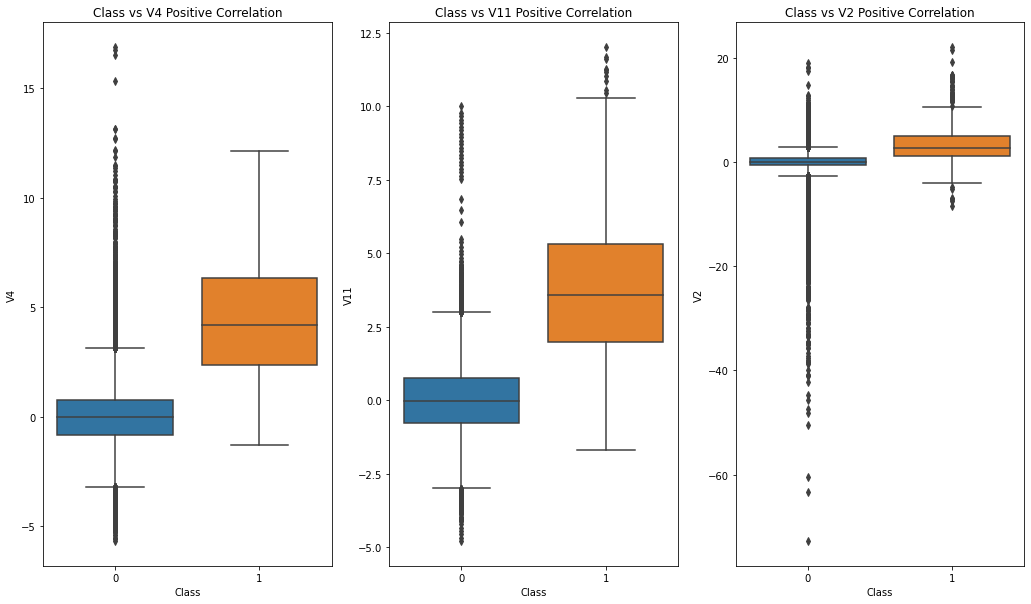 Class vs V4 Positive Correlation
15
10
5
0
−5
V4
0
1
Class
Class vs V11 Positive Correlation
12.5
10.0
7.5
5.0
2.5
0.0
−2.5
−5.0
V11
0
1
Class
Class vs V2 Positive Correlation
20
0
−20
−40
−60
V2
0
1
Class